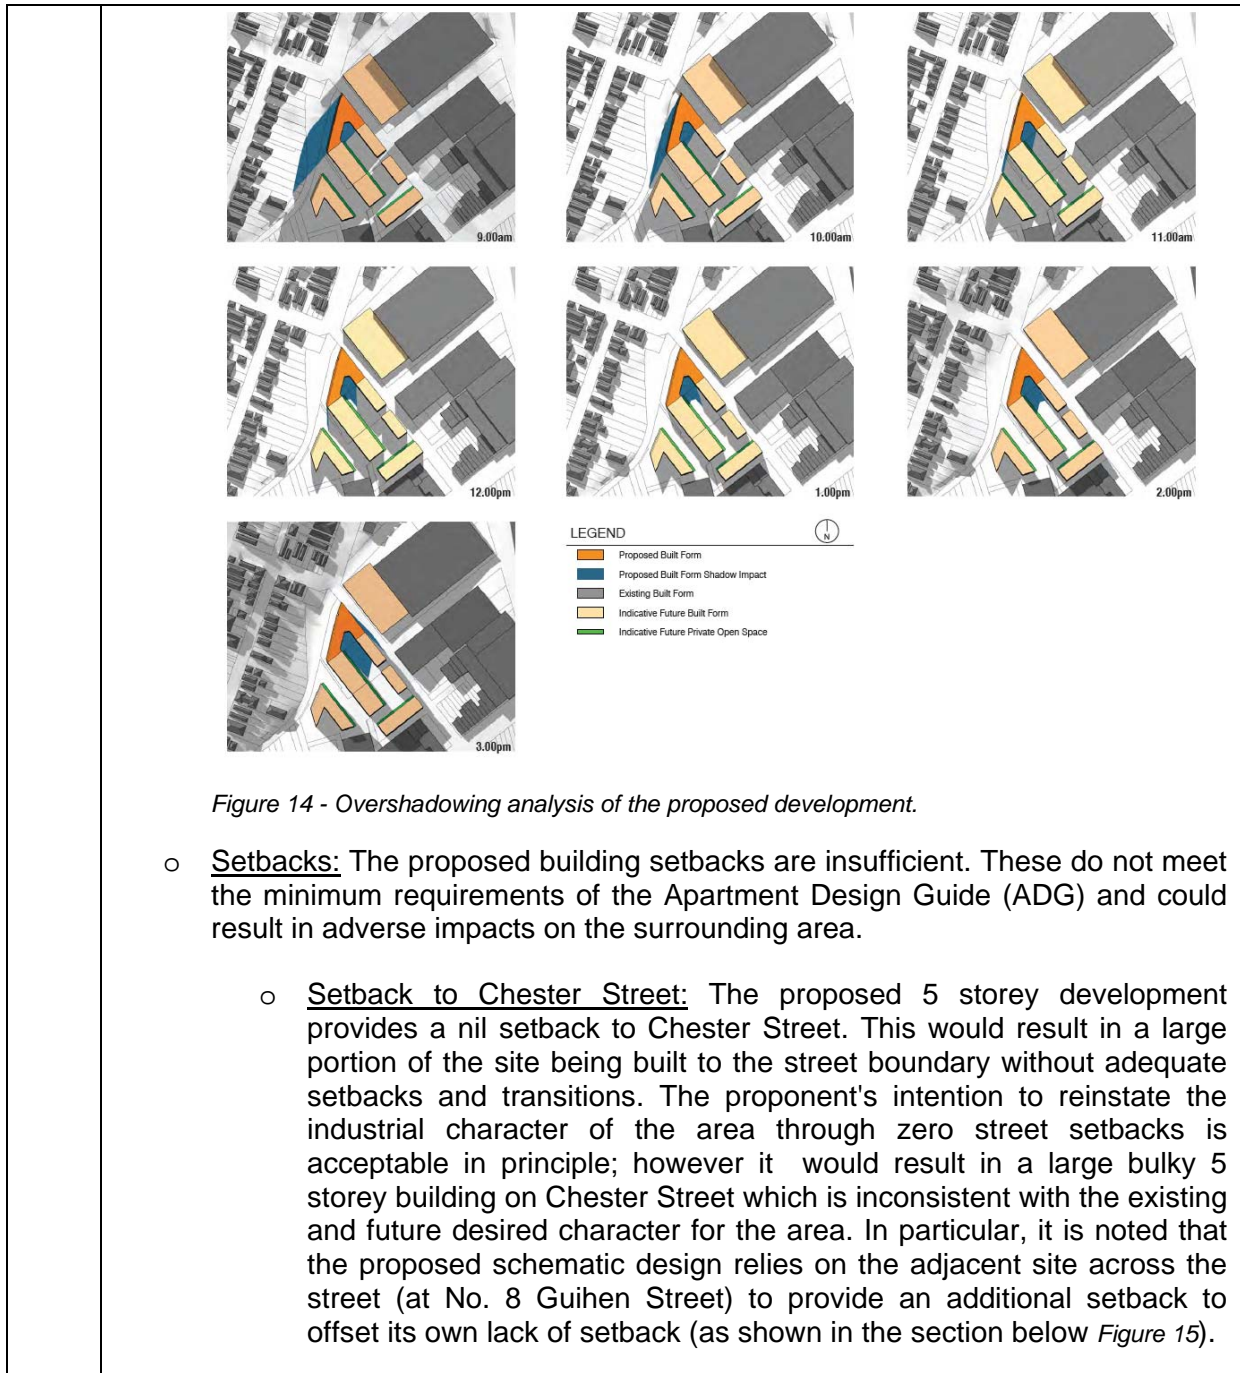 9.00am
10.00am
11.00am
12.00pm
1.00pm
2.00pm
3.00pm
LEGEND
N
Proposed Built Form
Proposed Built Form Shadow Impact
Existing Built Form
Indicative Future Built Form
Indicative Future Private Open Space
Figure 14 - Overshadowing analysis of the proposed development.
o Setbacks: The proposed building setbacks are insufficient. These do not meet
the minimum requirements of the Apartment Design Guide (ADG) and could
result in adverse impacts on the surrounding area.
o Setback to Chester Street: The proposed 5 storey development
provides a nil setback to Chester Street. This would result in a large
portion of the site being built to the street boundary without adequate
setbacks and transitions. The proponent's intention to reinstate the
industrial character of the area through zero street setbacks is
acceptable in principle; however it would result in a large bulky 5
storey building on Chester Street which is inconsistent with the existing
and future desired character for the area. In particular, it is noted that
the proposed schematic design relies on the adjacent site across the
street (at No. 8 Guihen Street) to provide an additional setback to
offset its own lack of setback (as shown in the section below Figure 15).